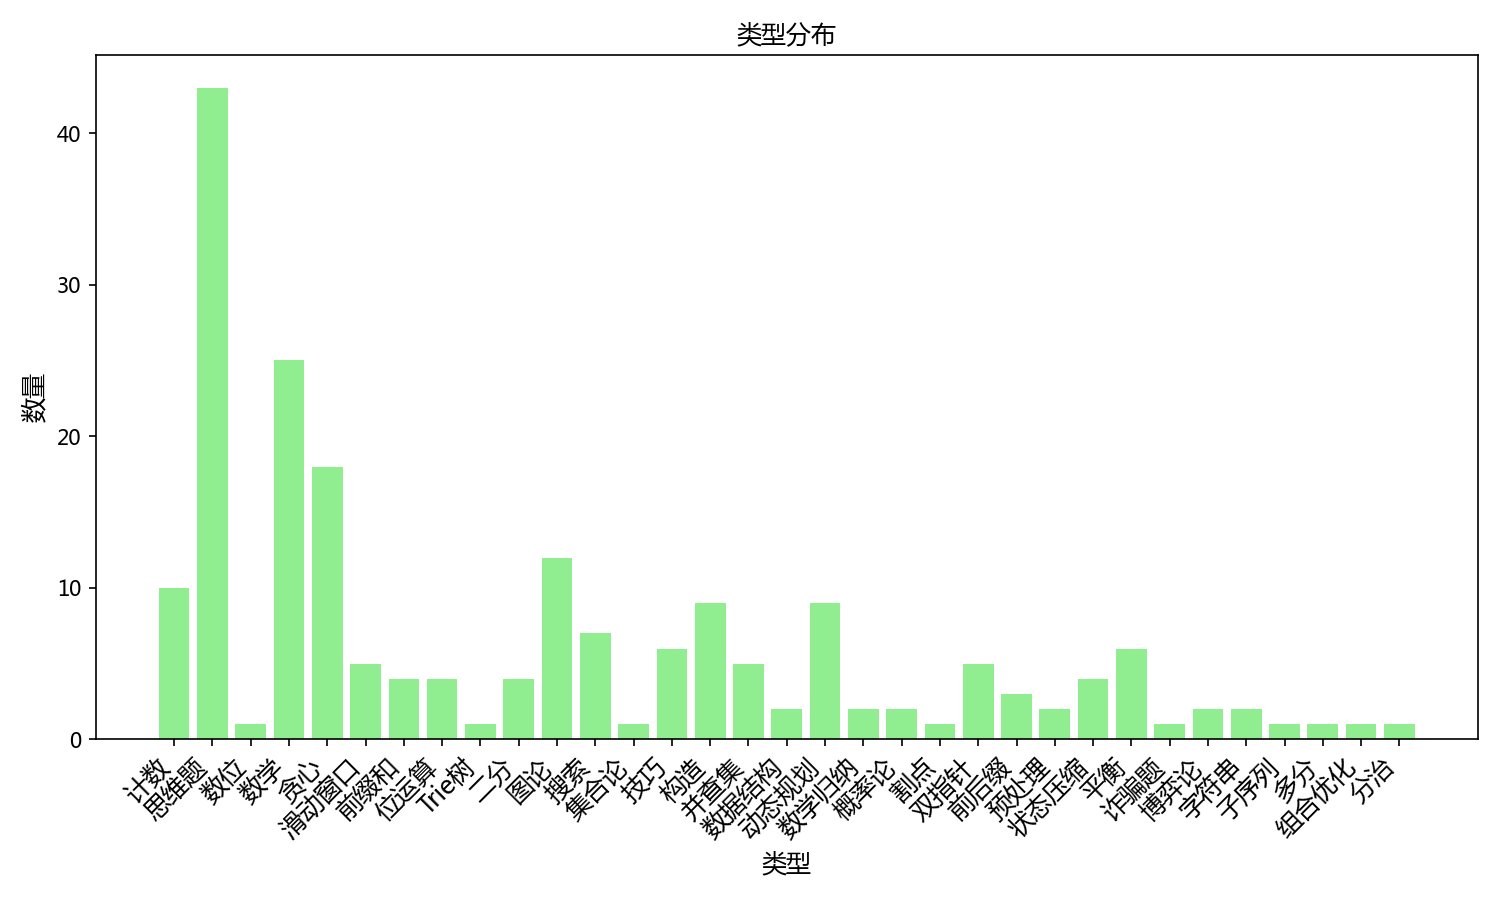 类型分布
数量
40
30
20
10
0
计数
思维题
数位
数学
贪心
滑动窗口
前缀和
位运算
Trie树
二分
图论
搜索
集合论
技巧
构造
并查集
数据结构
动态规划
数学归纳
概率论
割点
双指针
前后缀
预处理
状态压缩
平衡
诈骗题
博弈论
字符串
子序列
多分
组合优化
分治
类型